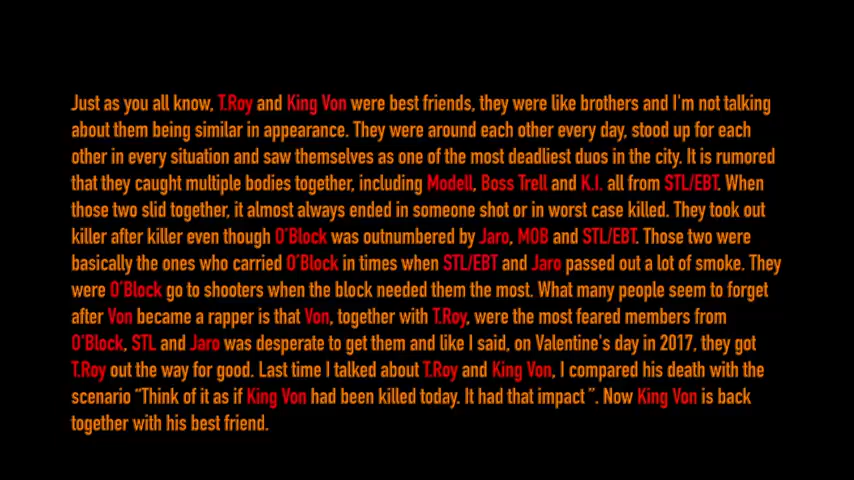 Just as you all know, T.Roy and King Von were best friends, they were like brothers and I'm not talking
about them being similar in appearance. They were around each other every day, stood up for each
other in every situation and saw themselves as one of the most deadliest duos in the city. It is rumored
that they caught multiple bodies together, including Modell, Boss Trell and K.I. all from STL/EBT. When
those two slid together, it almost always ended in someone shot or in worst case killed. They took out
killer after killer even though O'Block was outnumbered by Jaro, MOB and STL/EBT. Those two were
basically the ones who carried O'Block in times when STL/EBT and Jaro passed out a lot of smoke. They
were O'Block go to shooters when the block needed them the most. What many people seem to forget
after Von became a rapper is that Von, together with T.Roy, were the most feared members from
O'Block, STL and Jaro was desperate to get them and like I said, on Valentine's day in 2017, they got
T.Roy out the way for good. Last time I talked about T.Roy and King Von, I compared his death with the
scenario "Think of it as if King Von had been killed today. It had that impact ". Now King Von is back
together with his best friend.